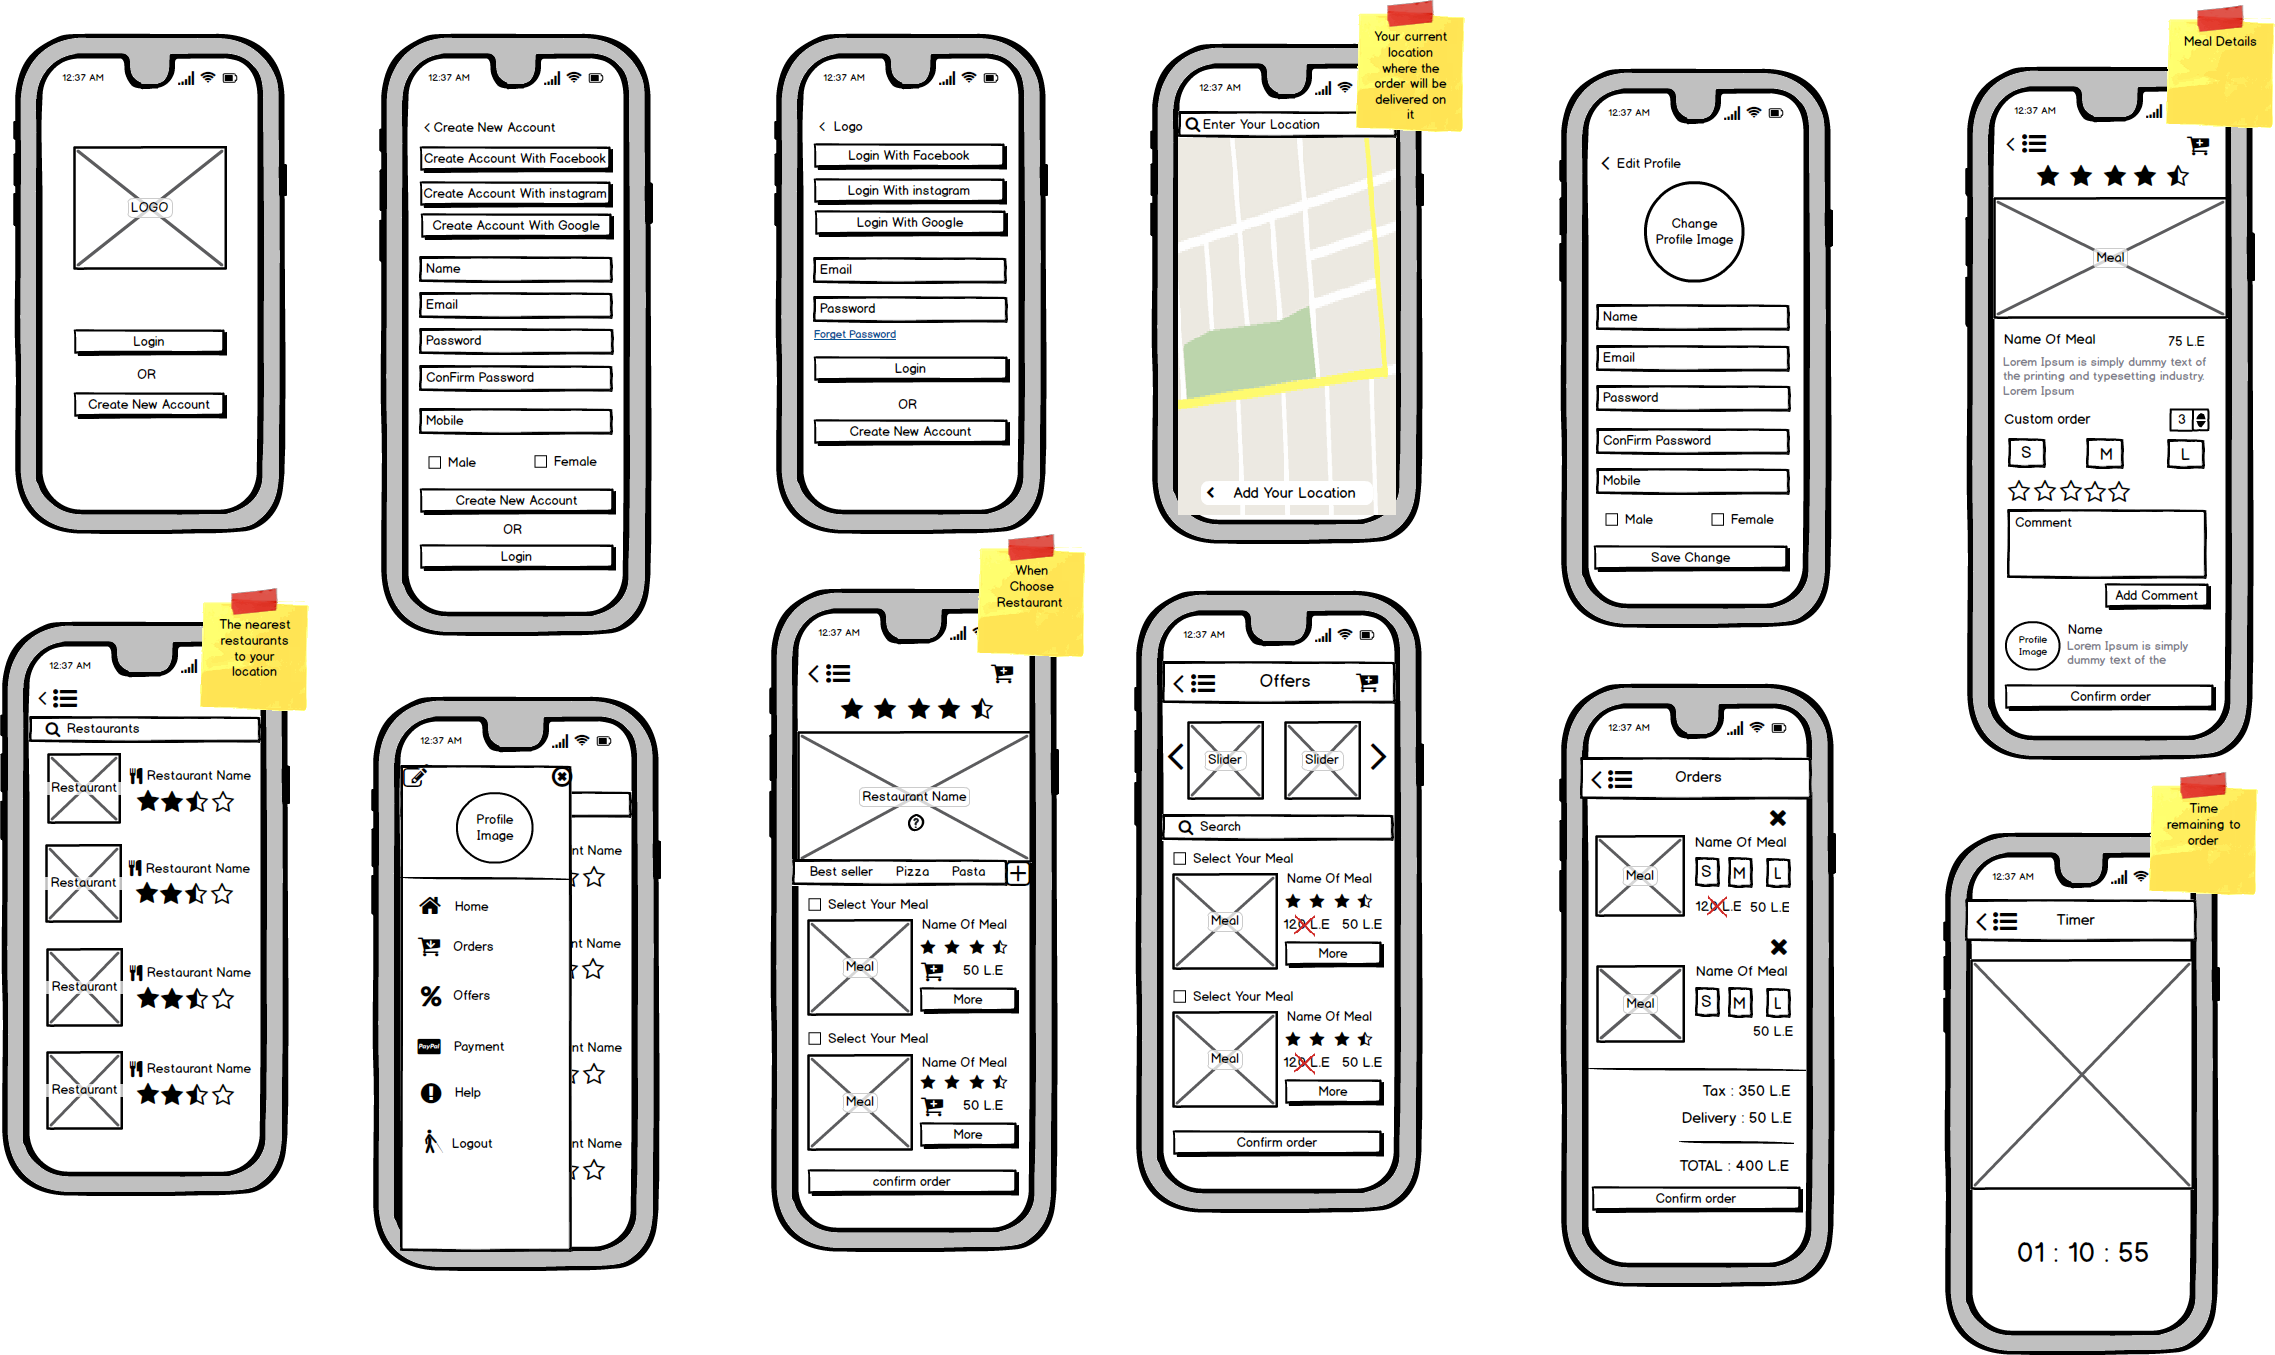 12:37 AM
LOGO
Login
OR
Create New Account
12:37 AM
Create New Account
Create Account With Facebook
Create Account With instagram
Create Account With Google
Name
Email
Password
ConFirm Password
Mobile
Male
Female
Create New Account
OR
Login
12:37 AM
Logo
Login With Facebook
Login With instagram
Login With Google
Email
Password
Forget Password
Login
OR
Create New Account
Your current
location
where the
order will be
delivered on
it
12:37 AM
Enter Your Location
Add Your Location
12:37 AM
Edit Profile
Change
Profile Image
Name
Email
Password
ConFirm Password
Mobile
Male
Female
Save Change
Meal Details
12:37 AM
Meal
Name Of Meal
75 L.E
Lorem Ipsum is simply dummy text of
the printing and typesetting industry.
Lorem Ipsum
Custom order
3
S
M
L
Comment
Add Comment
Profile
Image
Name
Lorem Ipsum is simply
dummy text of the
Confirm order
The nearest
restaurants
to your
location
12:37 AM
Restaurants
Restaurant
Restaurant Name
Restaurant
Restaurant Name
Restaurant
Restaurant Name
Restaurant
Restaurant Name
12:37 AM
Profile
Image
Home
Orders
Offers
PayPal
Payment
Help
Logout
nt Name
nt Name
nt Name
nt Name
When
Choose
Restaurant
12:37 AM
Restaurant Name
Best seller
Pizza
Pasta
Select Your Meal
Meal
Name Of Meal
50 L.E
More
Select Your Meal
Meal
Name Of Meal
50 L.E
More
confirm order
12:37 AM
Offers
Slider
Slider
Search
Select Your Meal
Meal
Name Of Meal
120 L.E
50 L.E
More
Select Your Meal
Meal
Name Of Meal
120 L.E
50 L.E
More
Confirm order
12:37 AM
Orders
Meal
Name Of Meal
S
M
L
120 L.E
50 L.E
Meal
Name Of Meal
S
M
L
50 L.E
Tax : 350 L.E
Delivery : 50 L.E
TOTAL : 400 L.E
Confirm order
Time
remaining to
order
12:37 AM
Timer
01 : 10 : 55